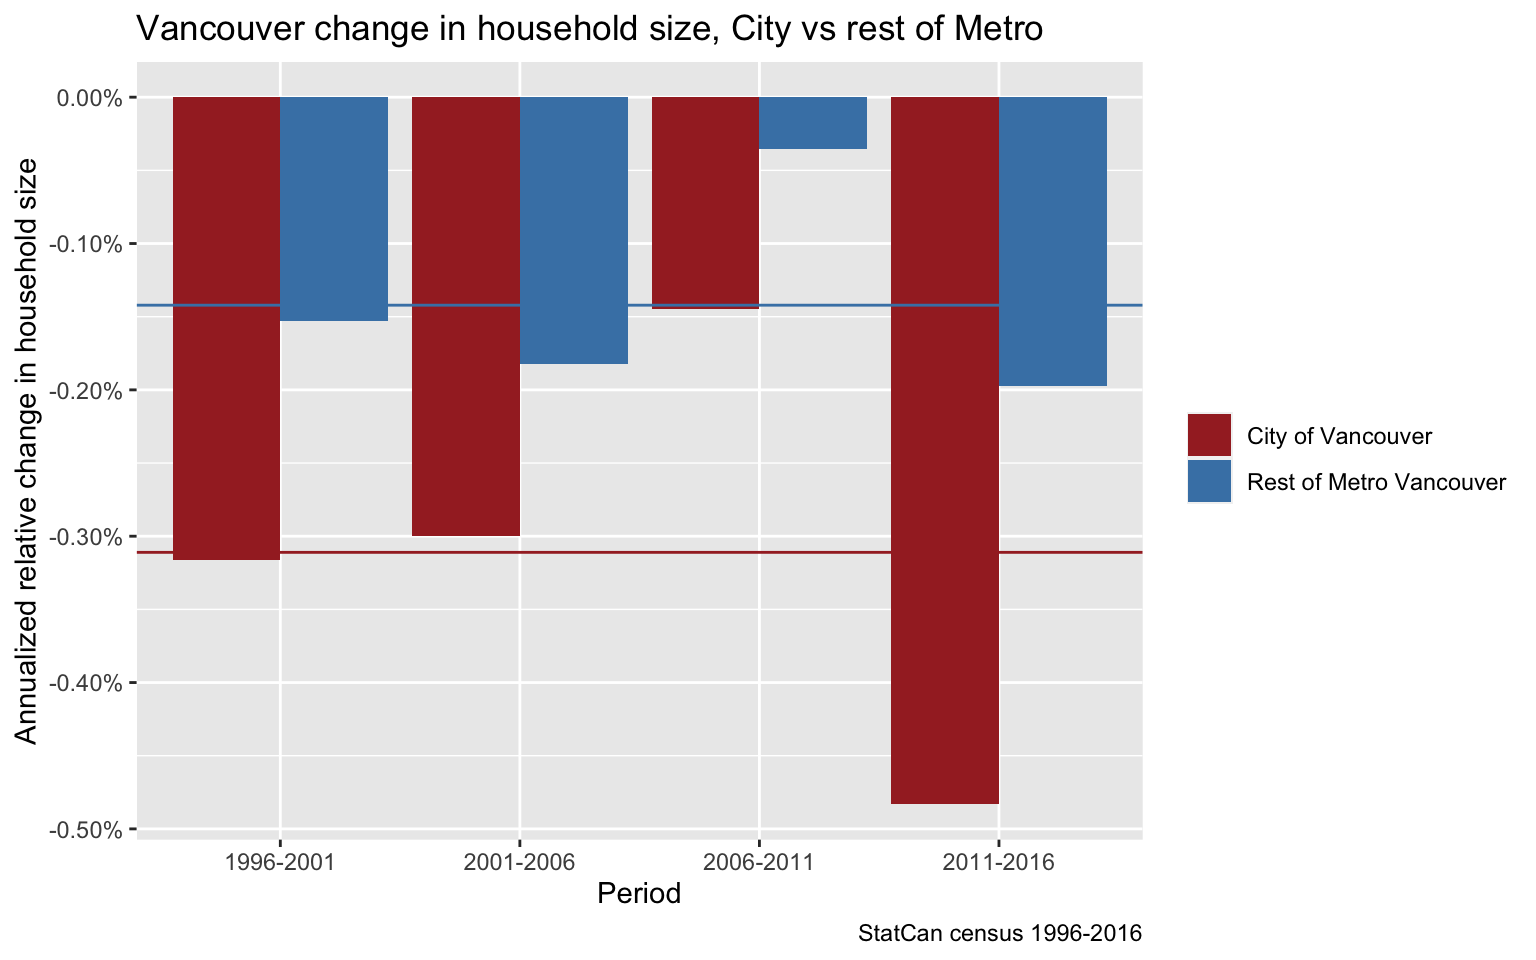 Vancouver change in household size, City vs rest of Metro
Annualized relative change in household size
0.00%
-0.10%
-0.20%
-0.30%
-0.40%
-0.50%
1996-2001
2001-2006
2006-2011
2011-2016
Period
City of Vancouver
Rest of Metro Vancouver
StatCan census 1996-2016